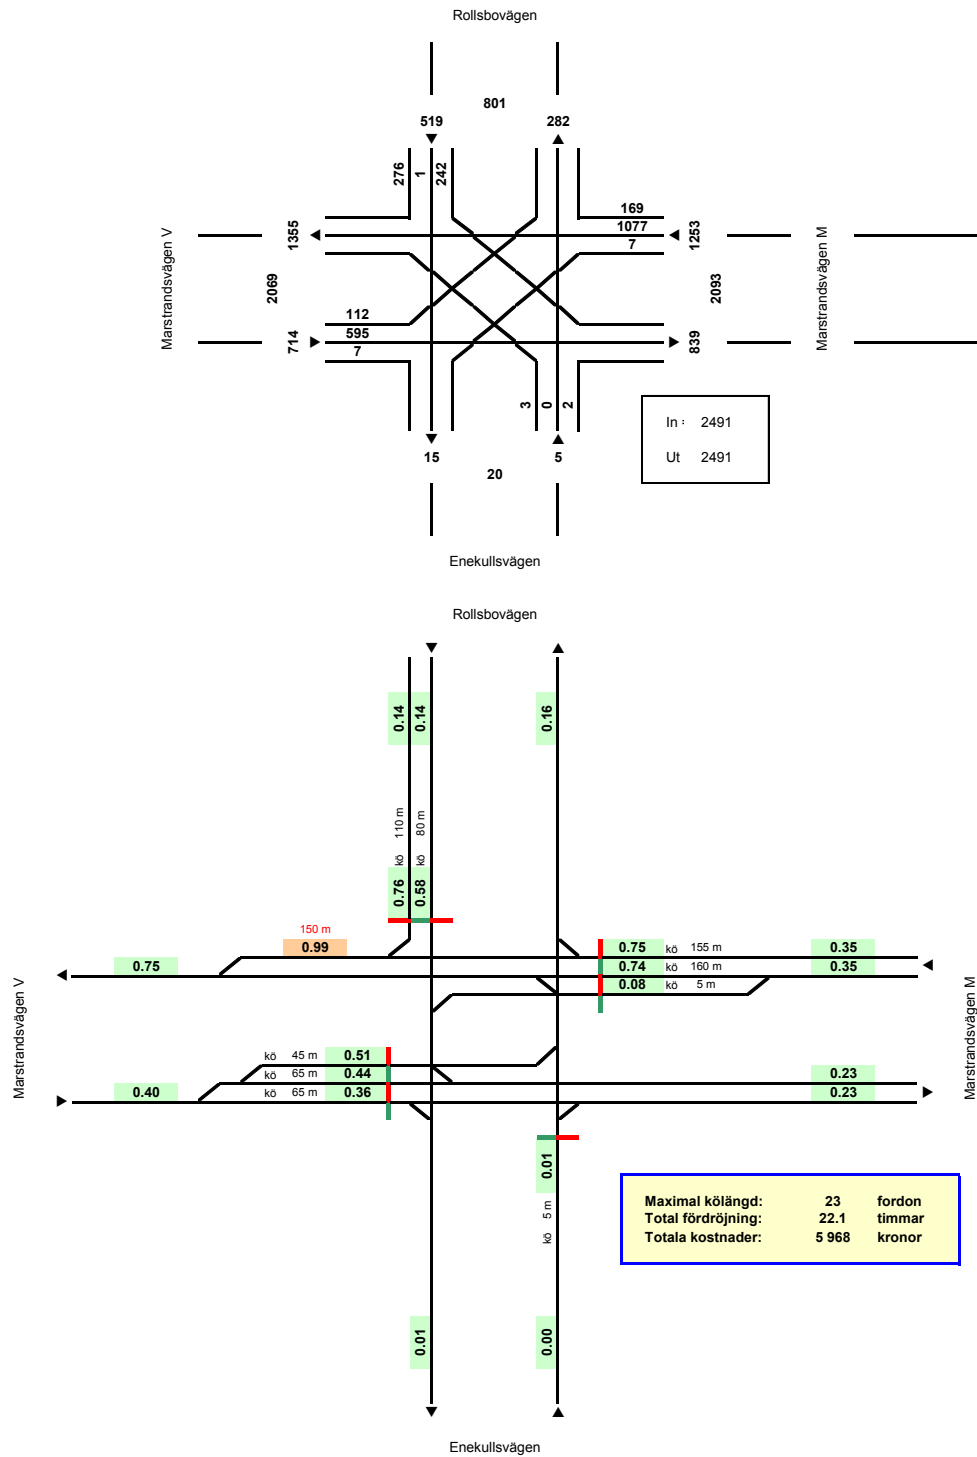 Rollsbovägen
801
519
282
276
1
242
169
1077
7
1355
1253
Marstrandsvägen V
2069
2093
Marstrandsvägen M
112
595
7
714
839
3
0
2
In :
2491
Ut
2491
15
5
20
Enekullsvägen
Rollsbovägen
0.14
0.14
0.16
kö 110 m
kö 80 m
0.76
0.58
150 m
0.99
0.75 kö 155 m 0.35
0.75
0.74 kö 160 m 0.35
0.08 kö 5 m
Marstrandsvägen V
Marstrandsvägen M
kö 45 m 0.51
kö 65 m 0.44
0.23
0.40
kö 65 m 0.36
0.23
0.01
kö 5 m
Maximal kölängd: 23 fordon
Total fördröjning: 22.1 timmar
Totala kostnader: 5 968 kronor
0.01
0.00
Enekullsvägen